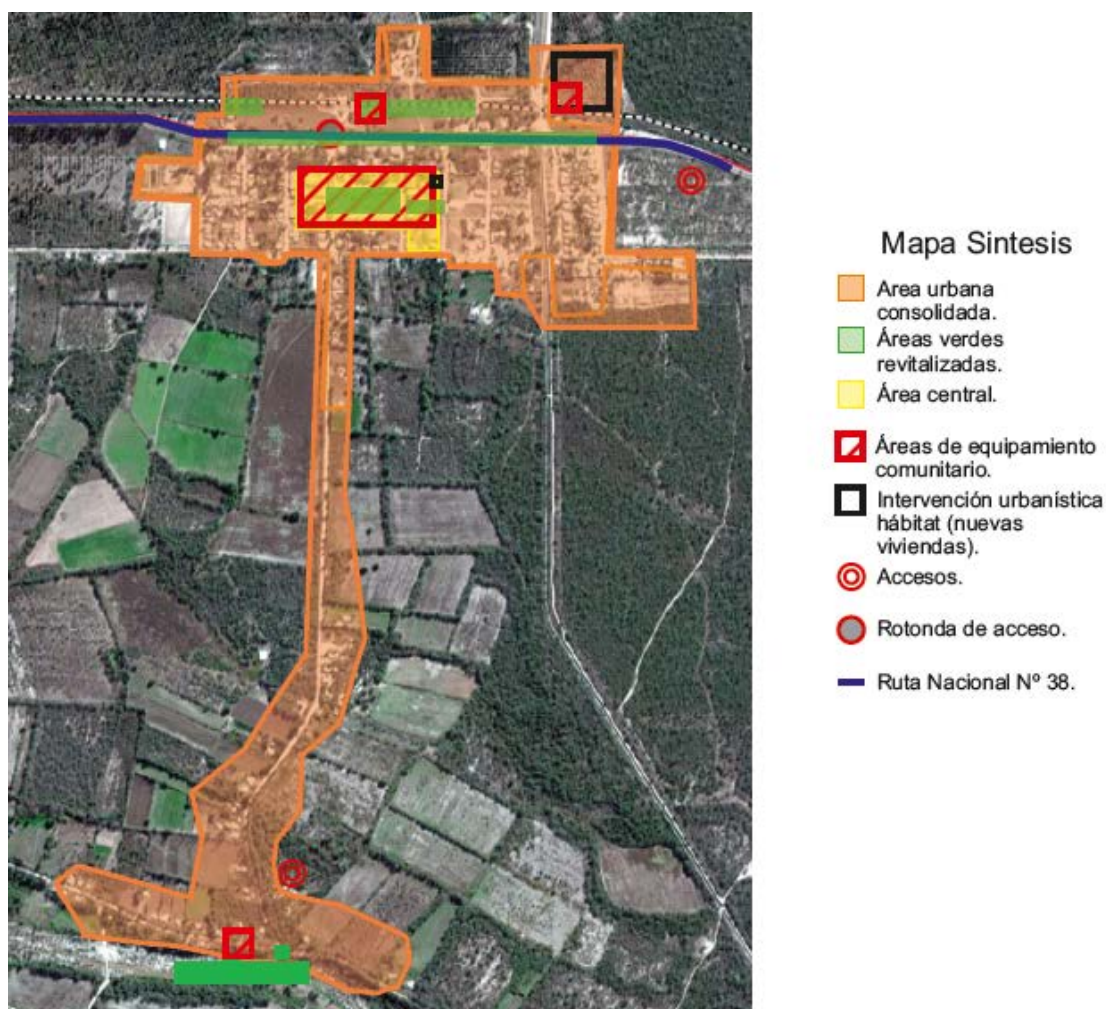 Mapa Sintesis
Area urbana
consolidada.
Áreas verdes
revitalizadas.
Área central.
Áreas de equipamiento
comunitario.
Intervención urbanística
hábitat (nuevas
viviendas).
Accesos.
Rotonda de acceso.
Ruta Nacional Nº 38.